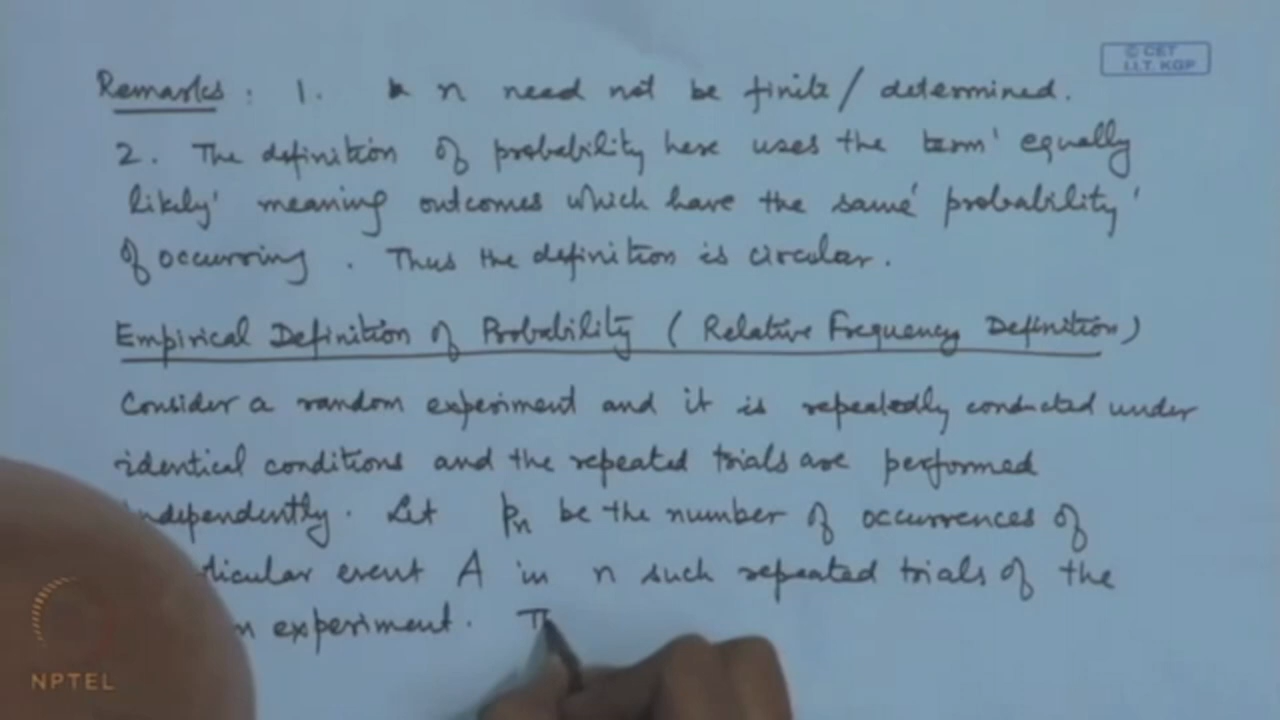 © CET
I.I.T. KGP
Remarks : 1. n need not be finite / determined.
2. The definition of probability here uses the term 'equally
likely' meaning outcomes which have the same 'probability'
of occurring . Thus the definition is circular.
Empirical Definition of Probability ( Relative Frequency Definition )
Consider a random experiment and it is repeatedly conducted under
identical conditions and the repeated trials are performed
independently. Let pn be the number of occurrences of
event A in n such repeated trials of the
experiment.
NPTEL